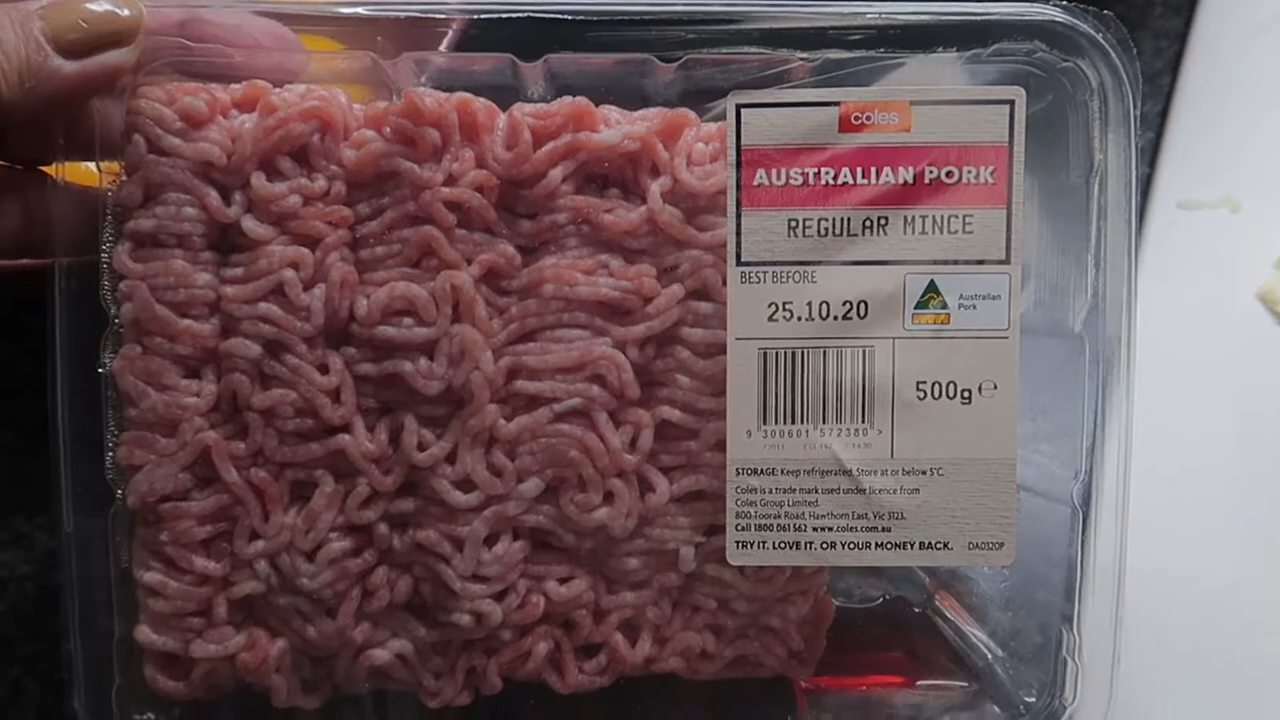 coles
AUSTRALIAN PORK
REGULAR MINCE
BEST BEFORE
25.10.20
Australian
Pork
500g ℮
9 300601 572380 >
STORAGE: Keep refrigerated. Store at or below 5°C.
Coles is a trade mark used under licence from
Coles Group Limited.
800 Toorak Road, Hawthorn East, Vic 3123.
Call 1800 061 562 www.coles.com.au
TRY IT. LOVE IT. OR YOUR MONEY BACK. DA0320P